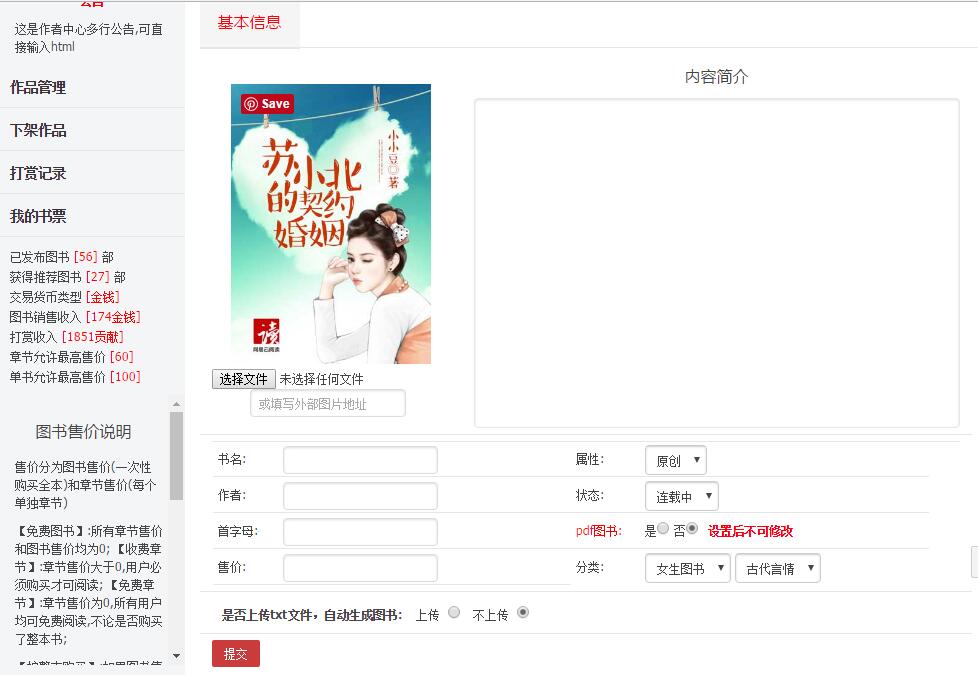 公告
这是作者中心多行公告,可直
接输入html
作品管理
下架作品
打赏记录
我的书票
已发布图书 [56] 部
获得推荐图书 [27] 部
交易货币类型 [金钱]
图书销售收入 [174金钱]
打赏收入 [1851贡献]
章节允许最高售价 [60]
单书允许最高售价 [100]
图书售价说明
售价分为图书售价(一次性
购买全本)和章节售价(每个
单独章节)
【免费图书】:所有章节售价
和图书售价均为0; 【收费章
节】:章节售价大于0,用户必
须购买才可阅读; 【免费章
节】:章节售价为0,所有用户
均可免费阅读,不论是否购买
了整本书;
基本信息
Save
苏小北
的契约
婚姻
小小豆 著
读
网易云阅读
选择文件 未选择任何文件
或填写外部图片地址
内容简介
书名:
属性: 原创
作者:
状态: 连载中
首字母:
pdf图书: 是 否 设置后不可修改
售价:
分类: 女生图书 古代言情
是否上传txt文件，自动生成图书: 上传 不上传
提交